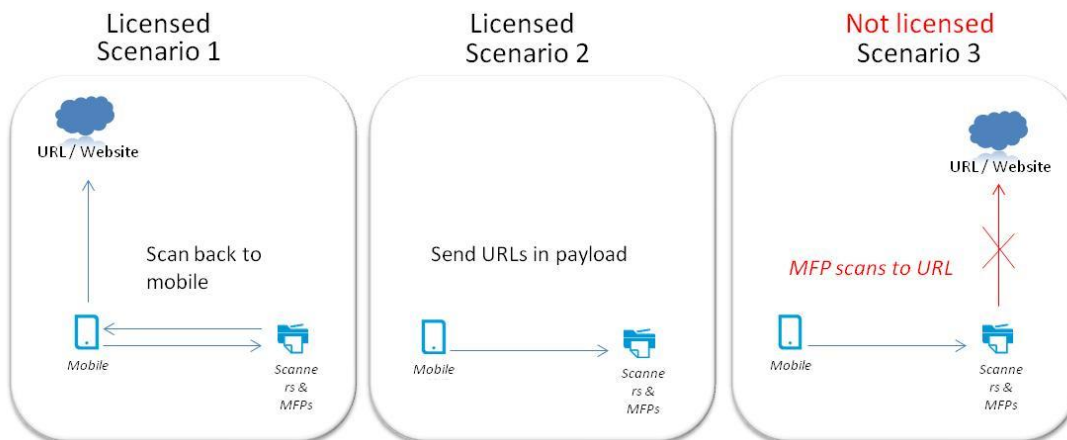 Licensed
Scenario 1
URL / Website
Scan back to
mobile
Mobile
Scanne
rs &
MFPs
Licensed
Scenario 2
Send URLs in payload
Mobile
Scanne
rs &
MFPs
Not licensed
Scenario 3
URL / Website
MFP scans to URL
Mobile
Scanne
rs &
MFPs